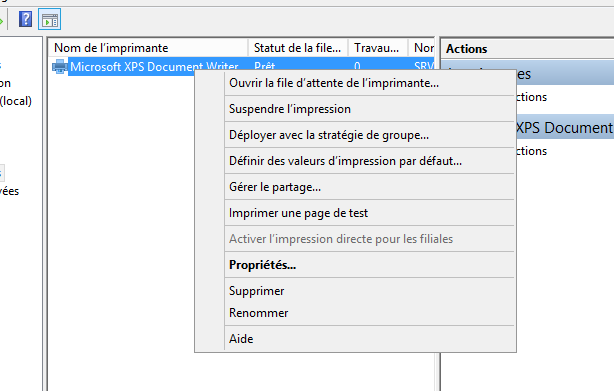 Nom de l'imprimante
Statut de la file...
Travau...
Nor
Actions
Microsoft XPS Document Writer
Prêt
0
SRV
es
Ouvrir la file d'attente de l'imprimante...
ctions
(local)
Suspendre l'impression
Déployer avec la stratégie de groupe...
XPS Document
Définir des valeurs d'impression par défaut...
ctions
Gérer le partage...
vées
Imprimer une page de test
Activer l'impression directe pour les filiales
Propriétés...
Supprimer
Renommer
Aide